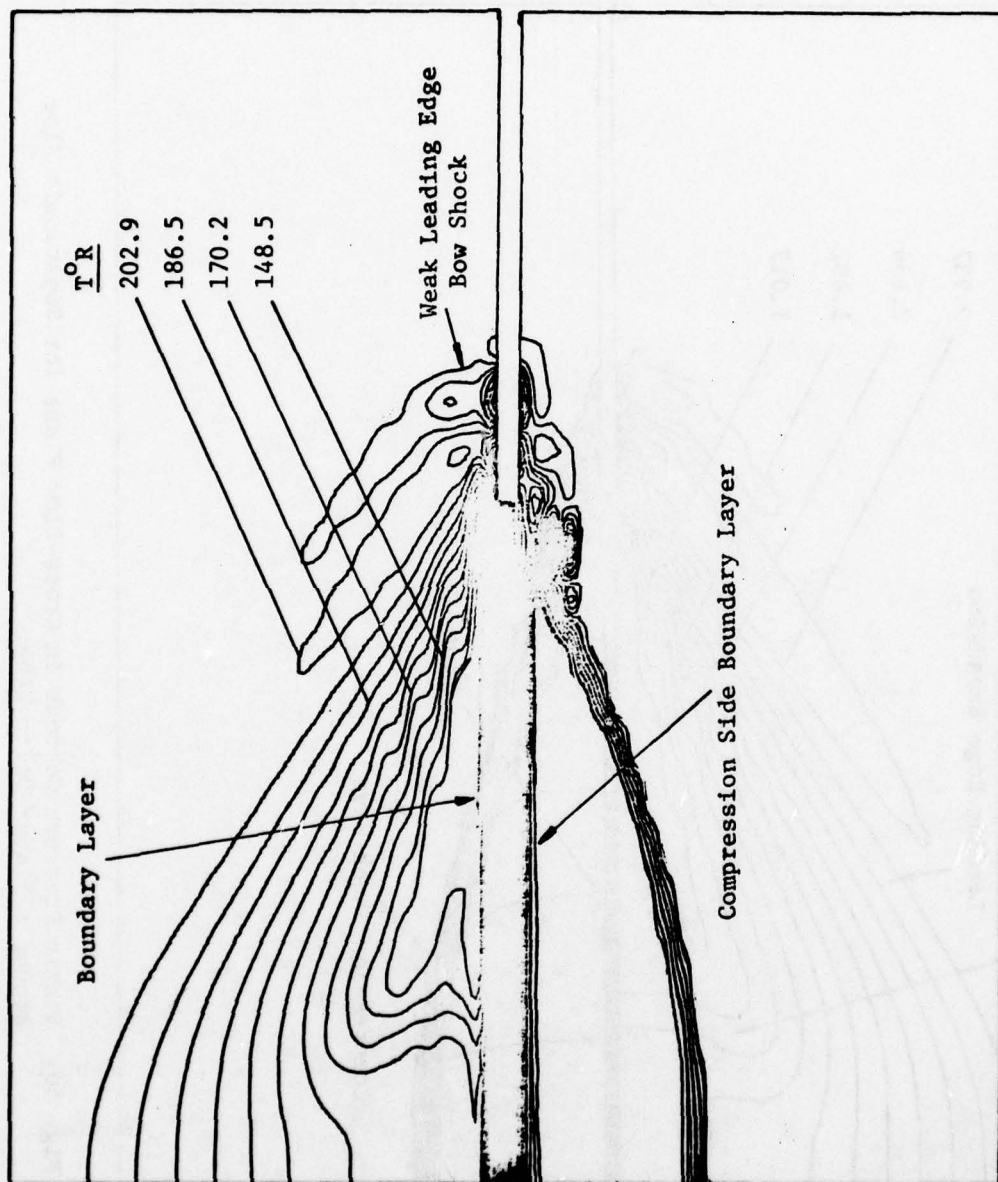 T°R
202.9
186.5
170.2
148.5
Weak Leading Edge
Bow Shock
Boundary Layer
Compression Side Boundary Layer